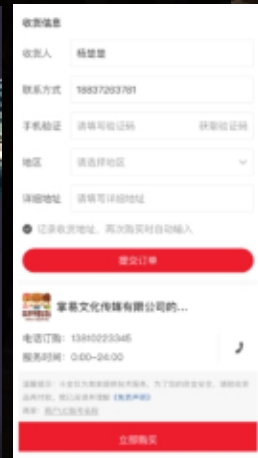 收货信息
收货人 杨楚楚
联系方式 18837263781
手机验证 请填写验证码 获取验证码
地区 请选择地区
详细地址 请填写详细地址
记录收货地址，再次购买时自动输入
提交订单
掌易文化传媒有限公司的...
电话订购：13810223345
服务时间：0:00-24:00
《免责声明》
立即购买